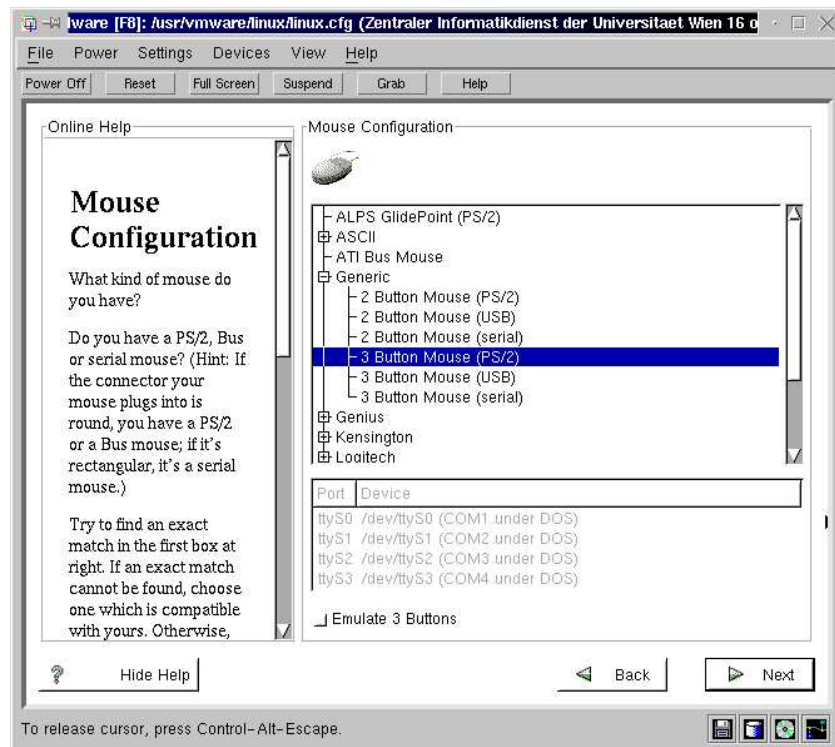 lware [F8]: /usr/vmware/linux/linux.cfg (Zentraler Informatikdienst der Universitaet Wien 16 o
File Power Settings Devices View Help
Power Off Reset Full Screen Suspend Grab Help
Online Help
Mouse
Configuration
What kind of mouse do
you have?
Do you have a PS/2, Bus
or serial mouse? (Hint: If
the connector your
mouse plugs into is
round, you have a PS/2
or a Bus mouse; if it's
rectangular, it's a serial
mouse.)
Try to find an exact
match in the first box at
right. If an exact match
cannot be found, choose
one which is compatible
with yours. Otherwise,
Mouse Configuration
ALPS GlidePoint (PS/2)
ASCII
ATI Bus Mouse
Generic
2 Button Mouse (PS/2)
2 Button Mouse (USB)
2 Button Mouse (serial)
3 Button Mouse (PS/2)
3 Button Mouse (USB)
3 Button Mouse (serial)
Genius
Kensington
Logitech
Port Device
ttyS0 /dev/ttyS0 (COM1 under DOS)
ttyS1 /dev/ttyS1 (COM2 under DOS)
ttyS2 /dev/ttyS2 (COM3 under DOS)
ttyS3 /dev/ttyS3 (COM4 under DOS)
Emulate 3 Buttons
? Hide Help Back Next
To release cursor, press Control-Alt-Escape.